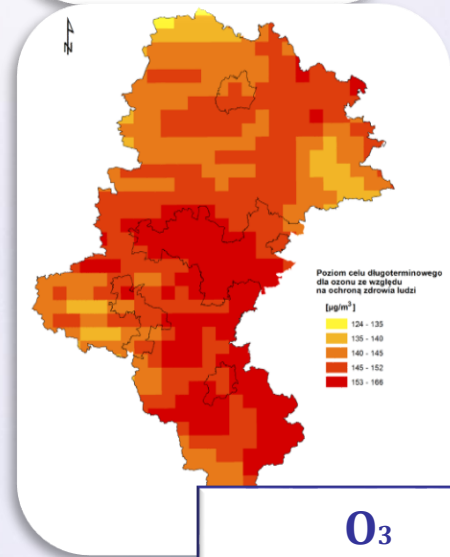 N
Poziom celu długoterminowego
dla ozonu ze względu
na ochroną zdrowia ludzi
[µg/m³]
124 - 135
135 - 140
140 - 145
145 - 152
153 - 166
O₃